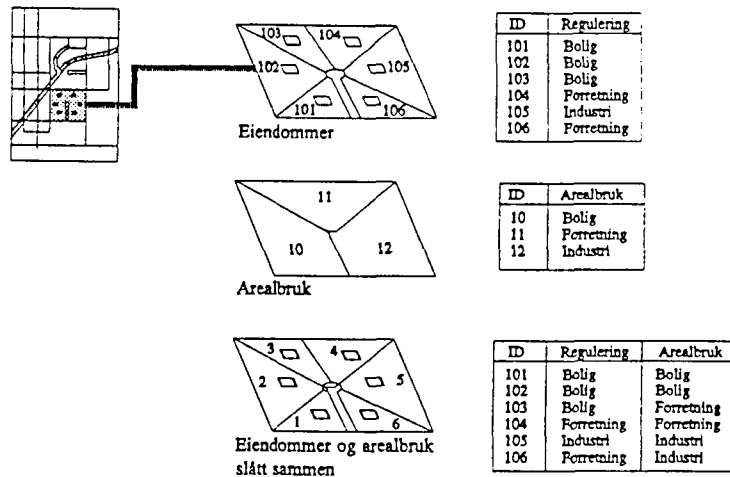 103
104
102
105
101
106
Eiendommer
ID Regulering
101 Bolig
102 Bolig
103 Bolig
104 Forretning
105 Industri
106 Forretning
11
10
12
Arealbruk
ID Arealbruk
10 Bolig
11 Forretning
12 Industri
3
4
2
5
1
6
Eiendommer og arealbruk
slått sammen
ID Regulering Arealbruk
101 Bolig Bolig
102 Bolig Bolig
103 Bolig Forretning
104 Forretning Forretning
105 Industri Industri
106 Forretning Industri